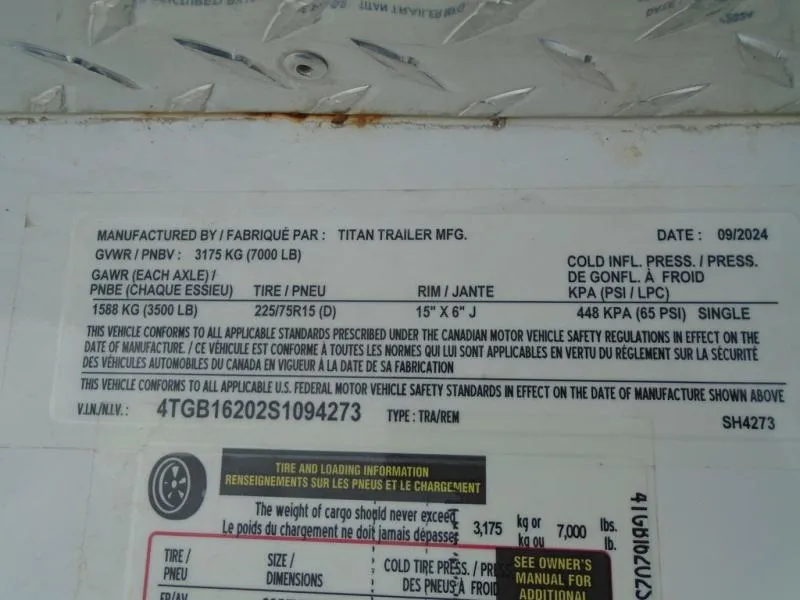 TITAN TRAILER MFG
2024
MANUFACTURED BY / FABRIQUÉ PAR : TITAN TRAILER MFG. DATE : 09/2024
GVWR / PNBV : 3175 KG (7000 LB)
GAWR (EACH AXLE) /
PNBE (CHAQUE ESSIEU) TIRE / PNEU RIM / JANTE COLD INFL. PRESS. / PRESS.
DE GONFL. À FROID
KPA (PSI / LPC)
1588 KG (3500 LB) 225/75R15 (D) 15" X 6" J 448 KPA (65 PSI) SINGLE
THIS VEHICLE CONFORMS TO ALL APPLICABLE STANDARDS PRESCRIBED UNDER THE CANADIAN MOTOR VEHICLE SAFETY REGULATIONS IN EFFECT ON THE
DATE OF MANUFACTURE. / CE VÉHICULE EST CONFORME À TOUTES LES NORMES QUI LUI SONT APPLICABLES EN VERTU DU RÉGLEMENT SUR LA SÉCURITÉ
DES VÉHICULES AUTOMOBILES DU CANADA EN VIGUEUR À LA DATE DE SA FABRICATION
THIS VEHICLE CONFORMS TO ALL APPLICABLE U.S. FEDERAL MOTOR VEHICLE SAFETY STANDARDS IN EFFECT ON THE DATE OF MANUFACTURE SHOWN ABOVE
V.I.N./N.I.V. : 4TGB16202S1094273 TYPE : TRA/REM SH4273
TIRE AND LOADING INFORMATION
RENSEIGNEMENTS SUR LES PNEUS ET LE CHARGEMENT
The weight of cargo should never exceed
Le poids du chargement ne doit jamais dépasser
3,175 kg or 7,000 lbs.
kg ou lb.
TIRE /
PNEU
SIZE /
DIMENSIONS
COLD TIRE PRESS. /
DES PNEUS À FROID
SEE OWNER'S
MANUAL FOR
ADDITIONAL